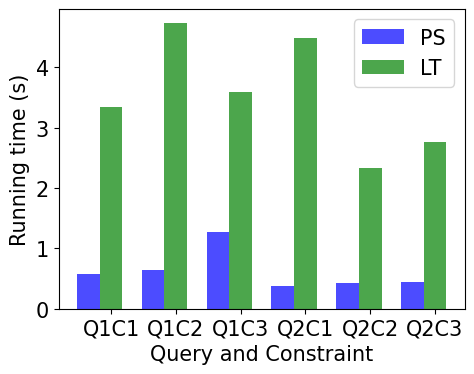 PS
LT
Running time (s)
4
3
2
1
0
Q1C1 Q1C2 Q1C3 Q2C1 Q2C2 Q2C3
Query and Constraint